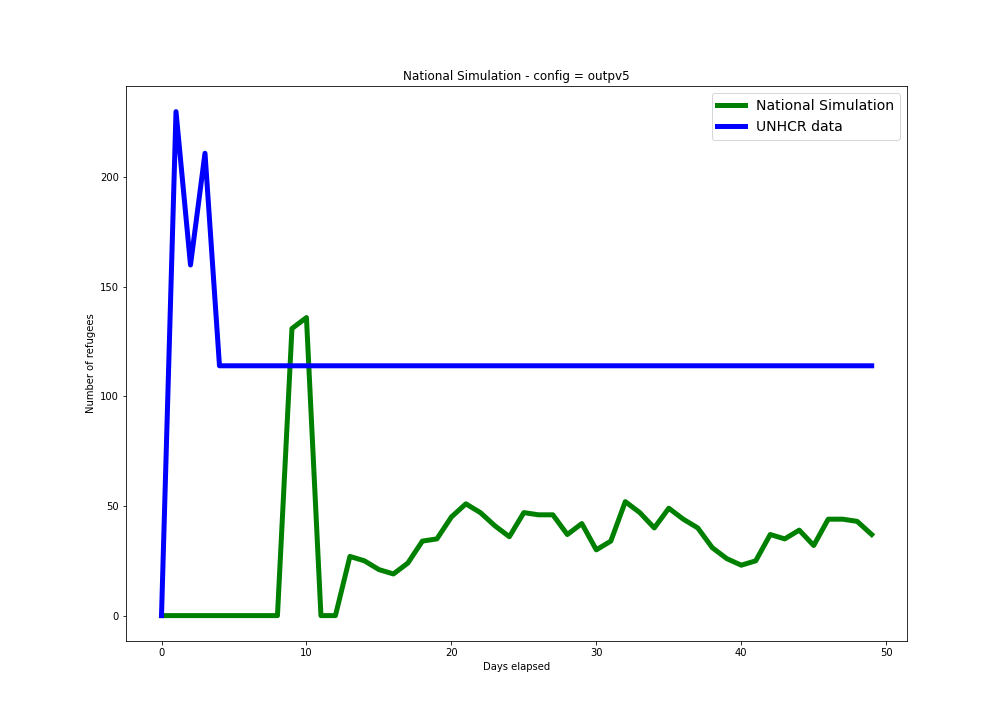 National Simulation - config = outpv5
National Simulation
UNHCR data
200
150
100
50
0
Number of refugees
0 10 20 30 40 50
Days elapsed